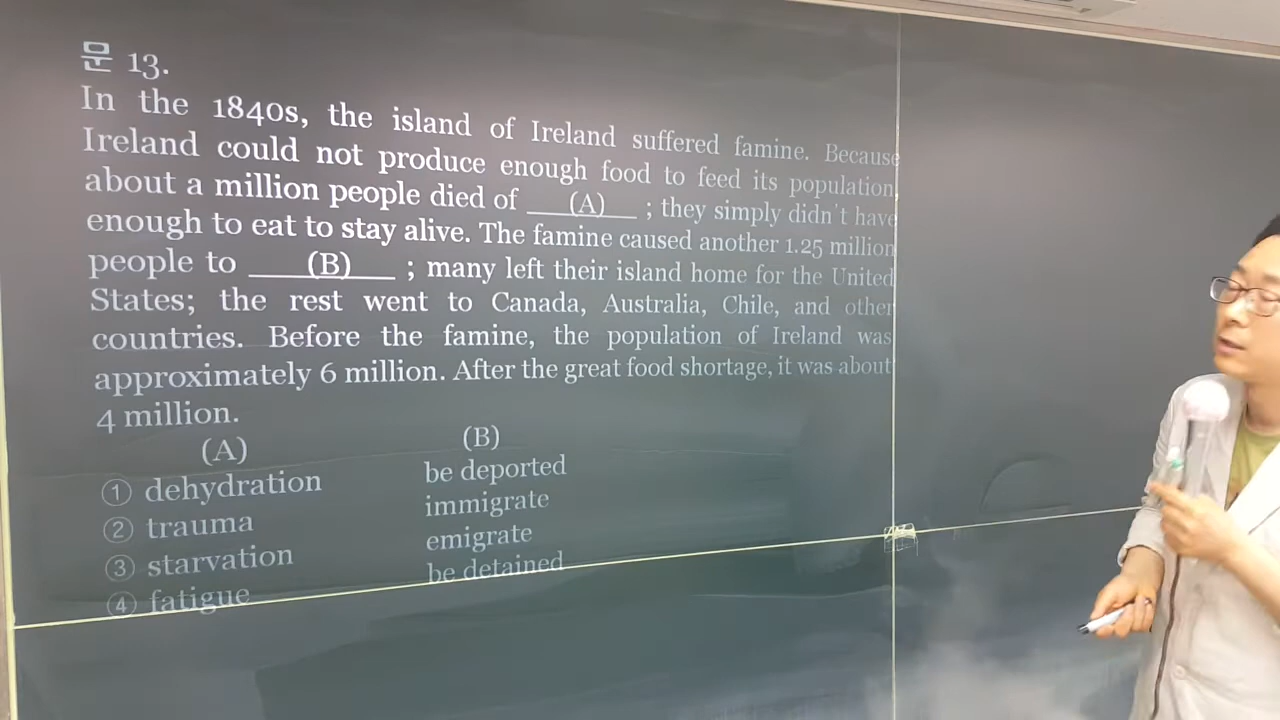 문 13.
In the 1840s, the island of Ireland suffered famine. Because
Ireland could not produce enough food to feed its population,
about a million people died of ____(A)____ ; they simply didn't have
enough to eat to stay alive. The famine caused another 1.25 million
people to ____(B)____ ; many left their island home for the United
States; the rest went to Canada, Australia, Chile, and other
countries. Before the famine, the population of Ireland was
approximately 6 million. After the great food shortage, it was about
4 million.
(A) (B)
① dehydration be deported
② trauma immigrate
③ starvation emigrate
④ fatigue be detained